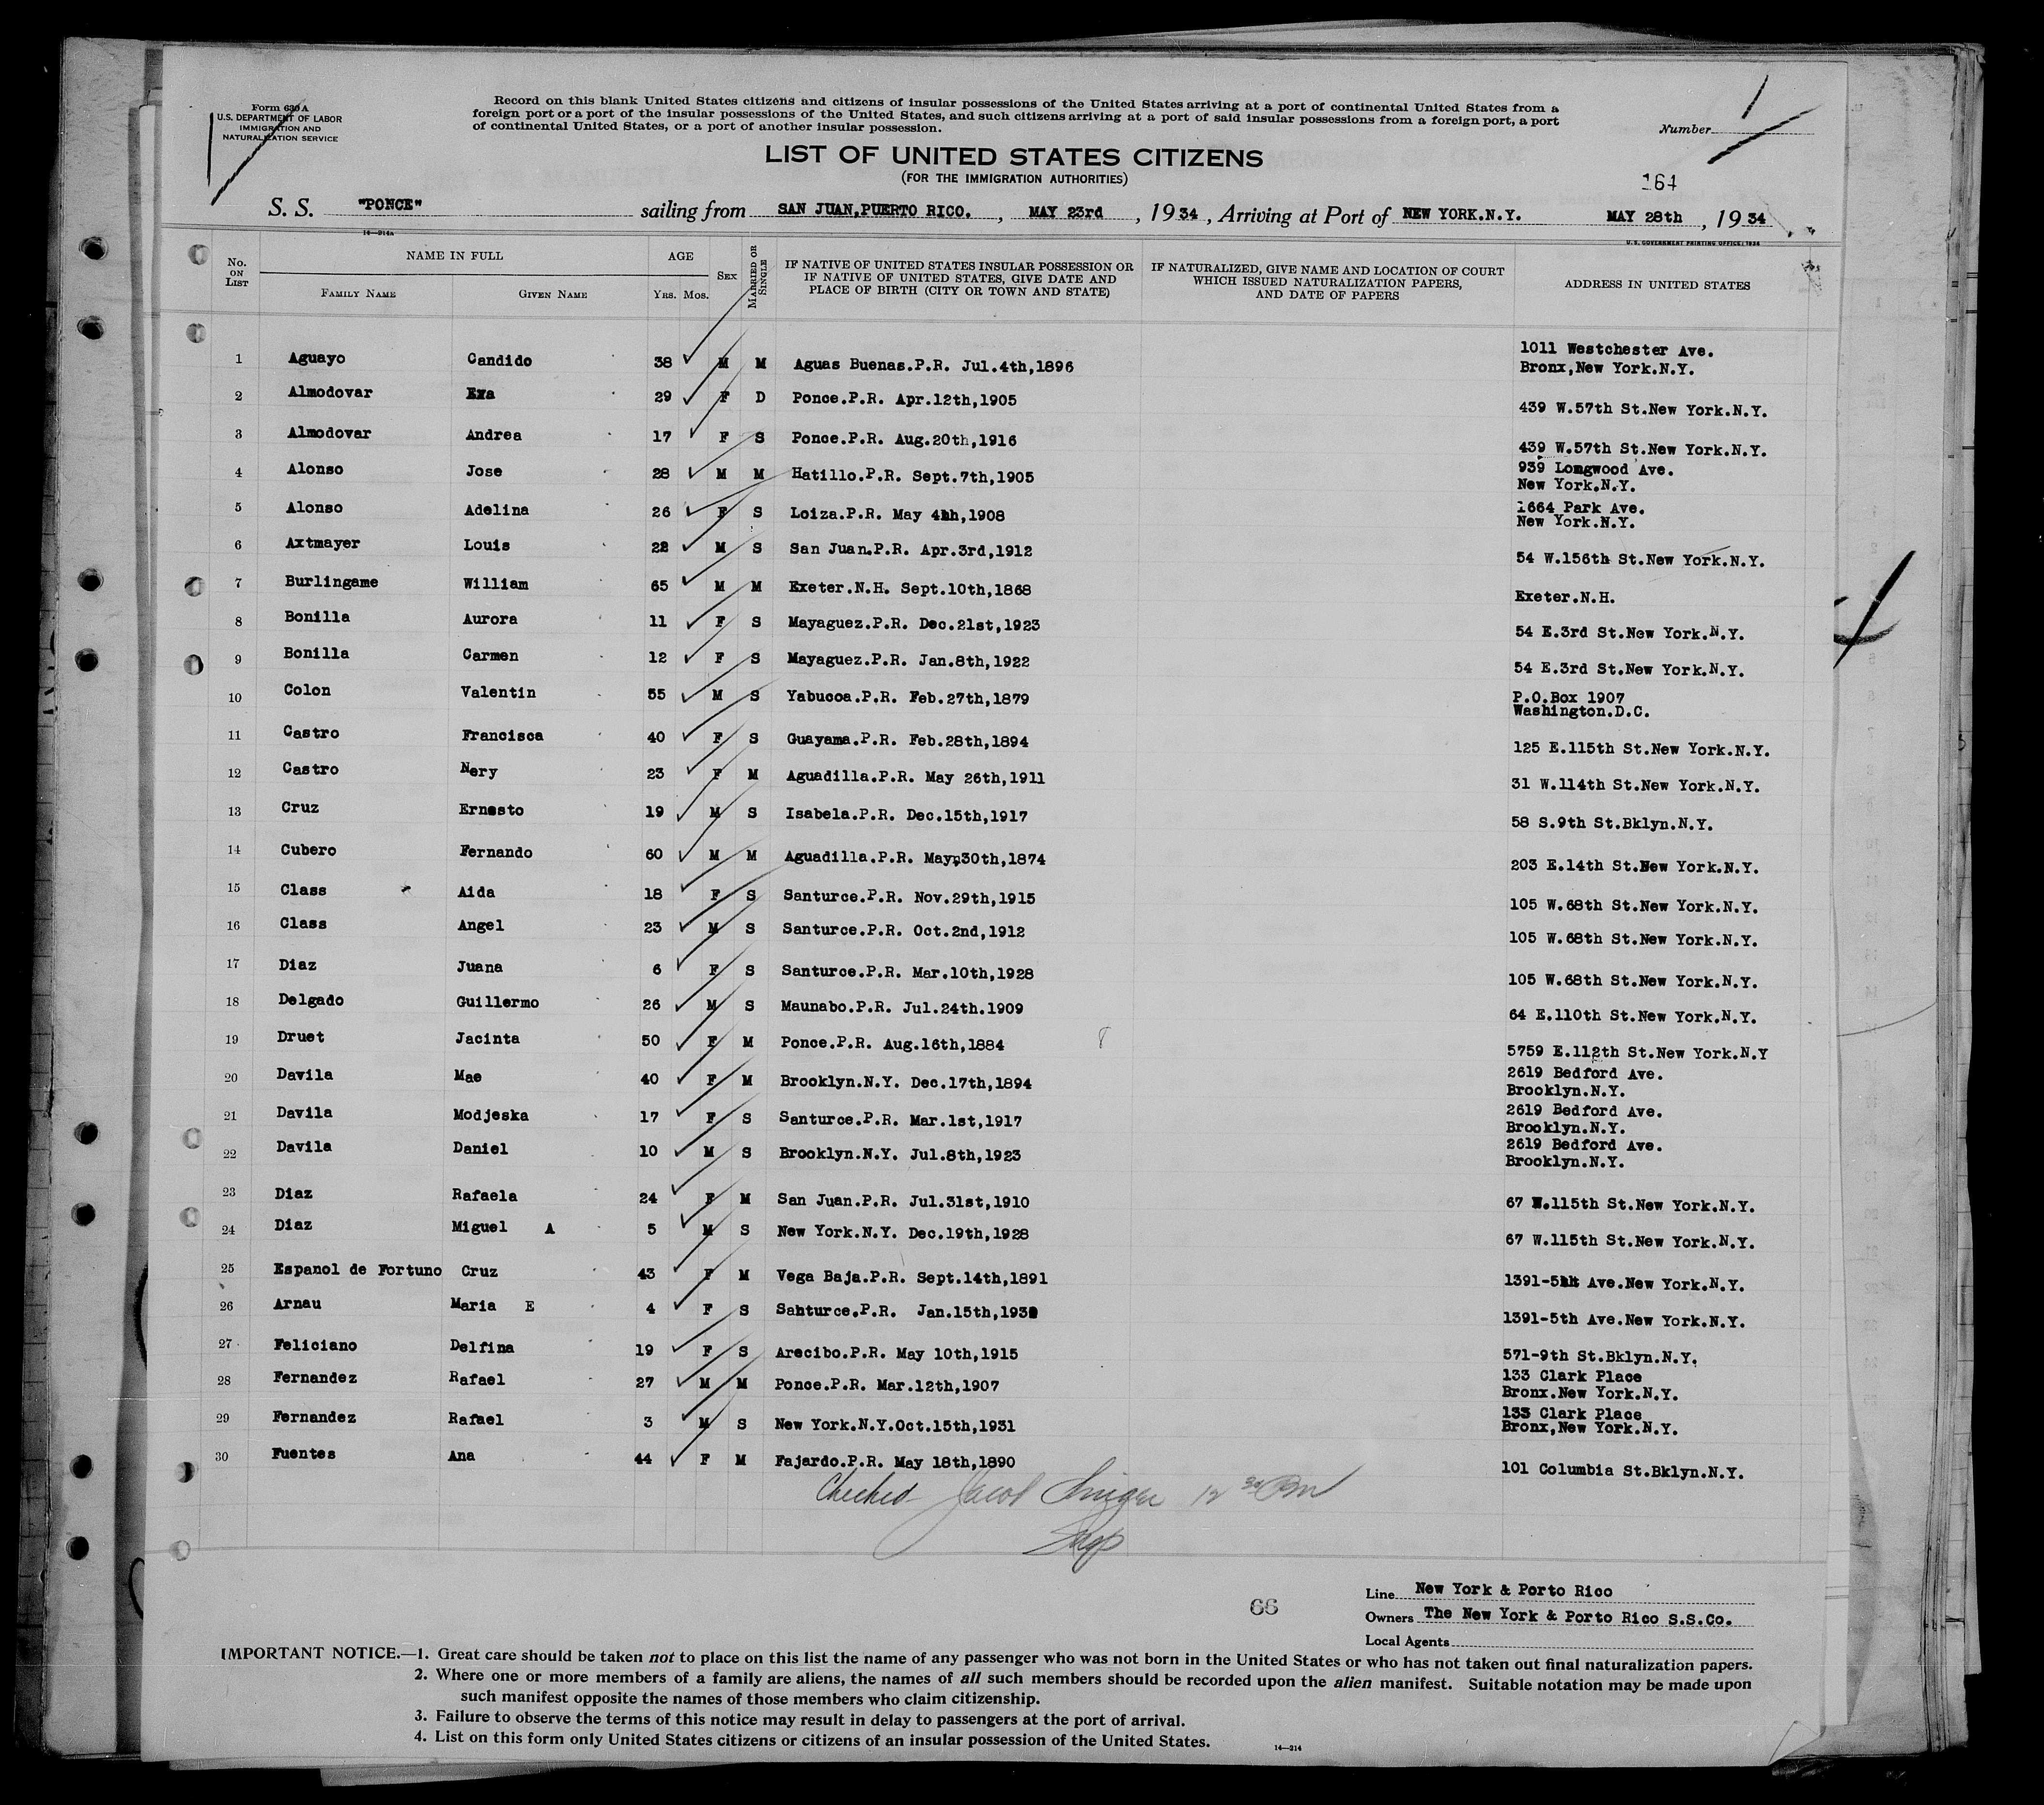 Form 630 A
U.S. DEPARTMENT OF LABOR
IMMIGRATION AND
NATURALIZATION SERVICE
Record on this blank United States citizens and citizens of insular possessions of the United States arriving at a port of continental United States from a
foreign port or a port of the insular possessions of the United States, and such citizens arriving at a port of said insular possessions from a foreign port, a port
of continental United States, or a port of another insular possession.
Number
LIST OF UNITED STATES CITIZENS
(FOR THE IMMIGRATION AUTHORITIES)
164
S. S. "PONCE" sailing from SAN JUAN,PUERTO RICO. , MAY 23rd , 1934 , Arriving at Port of NEW YORK.N.Y. MAY 28th , 1934
14—914a
U.S. GOVERNMENT PRINTING OFFICE: 1934
No. ON LIST
NAME IN FULL
FAMILY NAME
GIVEN NAME
AGE
YRS. MOS.
SEX
MARRIED OR SINGLE
IF NATIVE OF UNITED STATES INSULAR POSSESSION OR
IF NATIVE OF UNITED STATES, GIVE DATE AND
PLACE OF BIRTH (CITY OR TOWN AND STATE)
IF NATURALIZED, GIVE NAME AND LOCATION OF COURT
WHICH ISSUED NATURALIZATION PAPERS,
AND DATE OF PAPERS
ADDRESS IN UNITED STATES
1 Aguayo Candido 38 M M Aguas Buenas.P.R. Jul.4th,1896 1011 Westchester Ave.
Bronx,New York.N.Y.
2 Almodovar 29 F D Ponce.P.R. Apr.12th,1905 439 W.57th St.New York.N.Y.
3 Almodovar Andrea 17 F S Ponce.P.R. Aug.20th,1916 439 W.57th St.New York.N.Y.
4 Alonso Jose 28 M M Hatillo.P.R. Sept.7th,1905 939 Longwood Ave.
New York.N.Y.
5 Alonso Adelina 26 F S Loiza.P.R. May 4th,1908 1664 Park Ave.
New York.N.Y.
6 Axtmayer Louis 22 M S San Juan.P.R. Apr.3rd,1912 54 W.156th St.New York.N.Y.
7 Burlingame William 65 M M Exeter.N.H. Sept.10th,1868 Exeter.N.H.
8 Bonilla Aurora 11 F S Mayaguez.P.R. Dec.21st,1923 54 E.3rd St.New York.N.Y.
9 Bonilla Carmen 12 F S Mayaguez.P.R. Jan.8th,1922 54 E.3rd St.New York.N.Y.
10 Colon Valentin 55 M S Yabucoa.P.R. Feb.27th,1879 P.O.Box 1907
Washington.D.C.
11 Castro Francisca 40 F S Guayama.P.R. Feb.28th,1894 125 E.115th St.New York.N.Y.
12 Castro Nery 23 F M Aguadilla.P.R. May 26th,1911 31 W.114th St.New York.N.Y.
13 Cruz Ernesto 19 M S Isabela.P.R. Dec.15th,1917 58 S.9th St.Bklyn.N.Y.
14 Cubero Fernando 60 M M Aguadilla.P.R. May,30th,1874 203 E.14th St.New York.N.Y.
15 Class Aida 18 F S Santurce.P.R. Nov.29th,1915 105 W.68th St.New York.N.Y.
16 Class Angel 23 M S Santurce.P.R. Oct.2nd,1912 105 W.68th St.New York.N.Y.
17 Diaz Juana 6 F S Santurce.P.R. Mar.10th,1928 105 W.68th St.New York.N.Y.
18 Delgado Guillermo 26 M S Maunabo.P.R. Jul.24th.1909 64 E.110th St.New York.N.Y.
19 Druet Jacinta 50 F M Ponce.P.R. Aug.16th,1884 5759 E.112th St.New York.N.Y
20 Davila Mae 40 F M Brooklyn.N.Y. Dec.17th,1894 2619 Bedford Ave.
Brooklyn.N.Y.
21 Davila Modjeska 17 F S Santurce.P.R. Mar.1st,1917 2619 Bedford Ave.
Brooklyn.N.Y.
22 Davila Daniel 10 M S Brooklyn.N.Y. Jul.8th,1923 2619 Bedford Ave.
Brooklyn.N.Y.
23 Diaz Rafaela 24 F M San Juan.P.R. Jul.31st,1910 67 W.115th St.New York.N.Y.
24 Diaz Miguel A 5 M S New York.N.Y. Dec.19th,1928 67 W.115th St.New York.N.Y.
25 Espanol de Fortuno Cruz 43 F M Vega Baja.P.R. Sept.14th,1891 1391-5th Ave.New York.N.Y.
26 Arnau Maria E 4 F S Sahturce.P.R. Jan.15th, 1391-5th Ave.New York.N.Y.
27 Feliciano Delfina 19 F S Arecibo.P.R. May 10th,1915 571-9th St.Bklyn.N.Y.
28 Fernandez Rafael 27 M M Ponce.P.R. Mar.12th,1907 133 Clark Place
Bronx.New York.N.Y.
29 Fernandez Rafael 3 M S New York.N.Y.Oct.15th,1931 133 Clark Place
Bronx,New York.N.Y.
30 Fuentes Ana 44 F M Fajardo.P.R. May 18th,1890 101 Columbia St.Bklyn.N.Y.
Checked Jacob 12 30 PM
Insp
66
Line New York & Porto Rico
Owners The New York & Porto Rico S.S.Co.
Local Agents
IMPORTANT NOTICE.—1. Great care should be taken not to place on this list the name of any passenger who was not born in the United States or who has not taken out final naturalization papers.
2. Where one or more members of a family are aliens, the names of all such members should be recorded upon the alien manifest. Suitable notation may be made upon
such manifest opposite the names of those members who claim citizenship.
3. Failure to observe the terms of this notice may result in delay to passengers at the port of arrival.
4. List on this form only United States citizens or citizens of an insular possession of the United States.
14—914